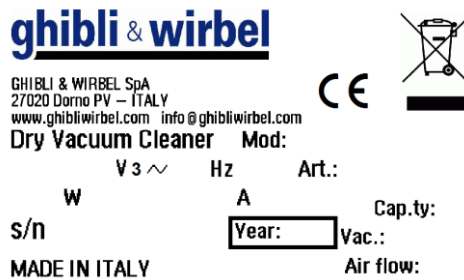 ghibli & wirbel
GHIBLI & WIRBEL SpA
27020 Dorno PV – ITALY
www.ghibliwirbel.com info@ghibliwirbel.com
CE
Dry Vacuum Cleaner Mod:
V 3 ~ Hz Art.:
W A Cap.ty:
s/n Year: Vac.:
MADE IN ITALY Air flow: